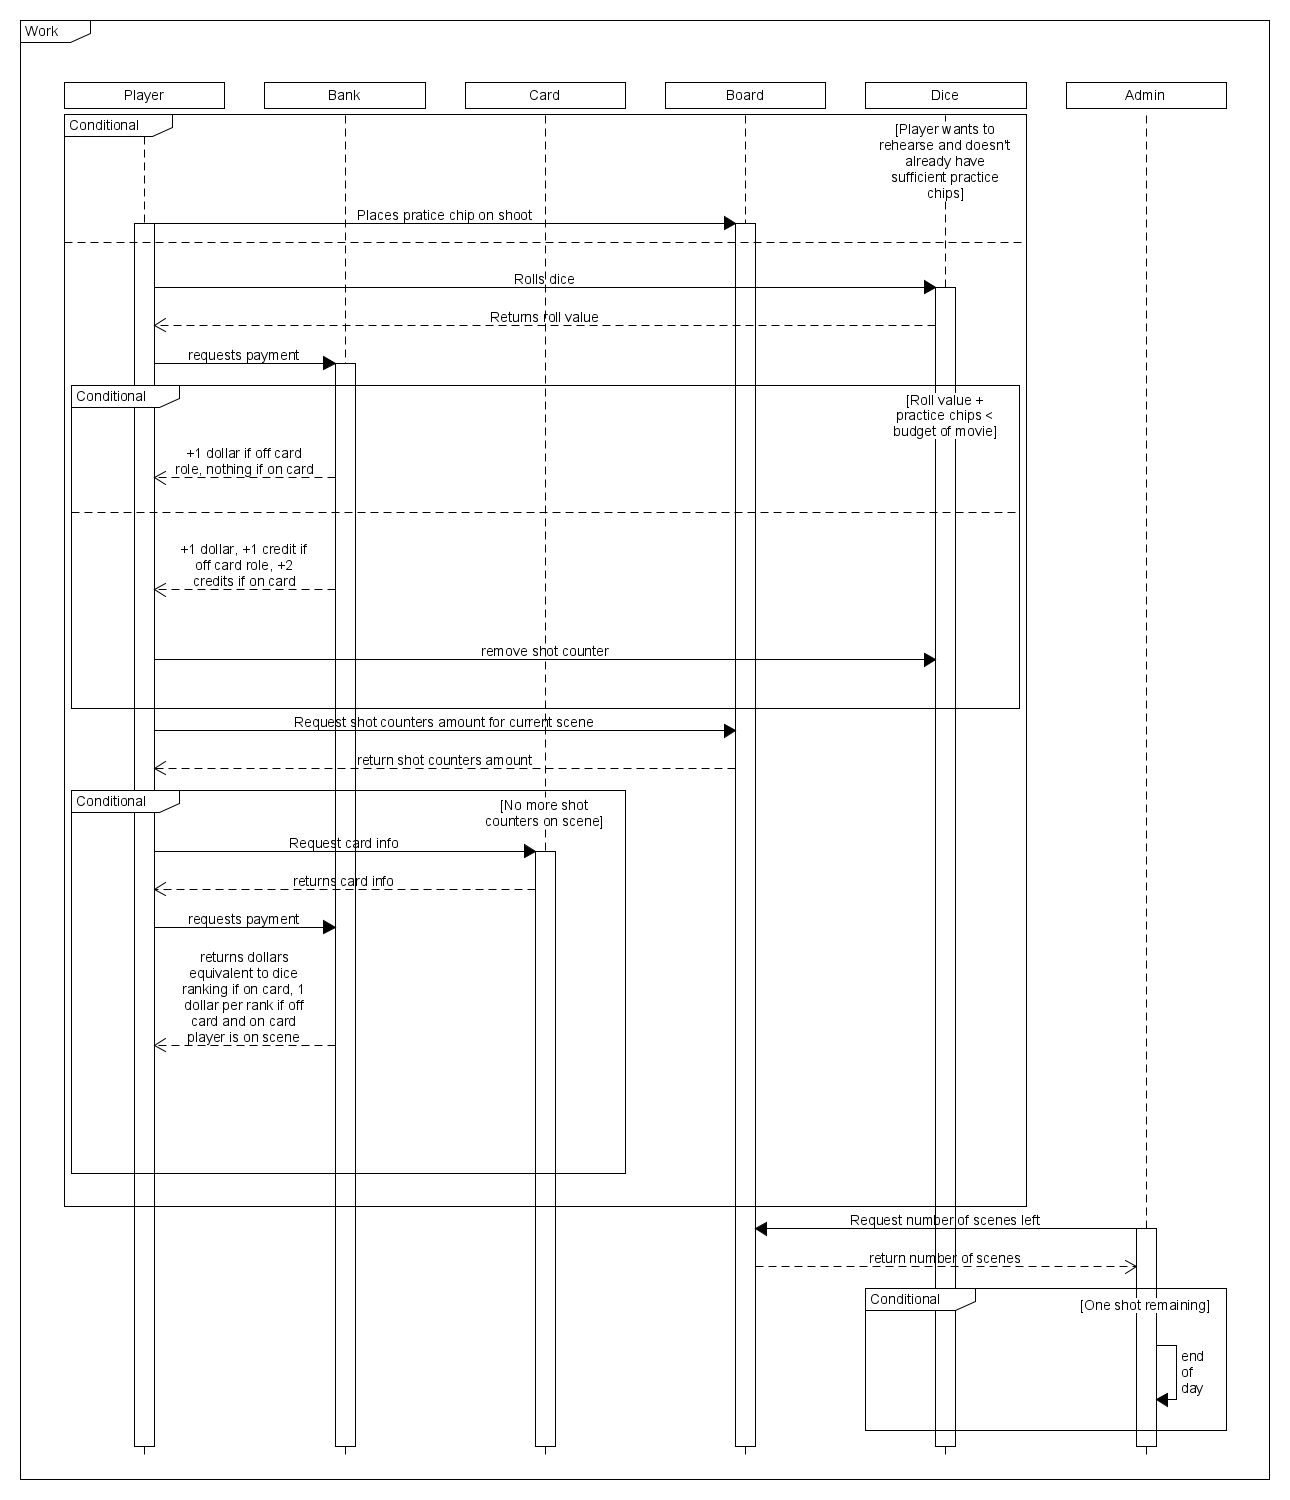 Work
Player
Bank
Card
Board
Dice
Admin
Conditional
[Player wants to
rehearse and doesn't
already have
sufficient practice
chips]
Places pratice chip on shoot
Rolls dice
Returns roll value
requests payment
Conditional
[Roll value +
practice chips <
budget of movie]
+1 dollar if off card
role, nothing if on card
+1 dollar, +1 credit if
off card role, +2
credits if on card
remove shot counter
Request shot counters amount for current scene
return shot counters amount
Conditional
[No more shot
counters on scene]
Request card info
returns card info
requests payment
returns dollars
equivalent to dice
ranking if on card, 1
dollar per rank if off
card and on card
player is on scene
Request number of scenes left
return number of scenes
Conditional
[One shot remaining]
end
of
day